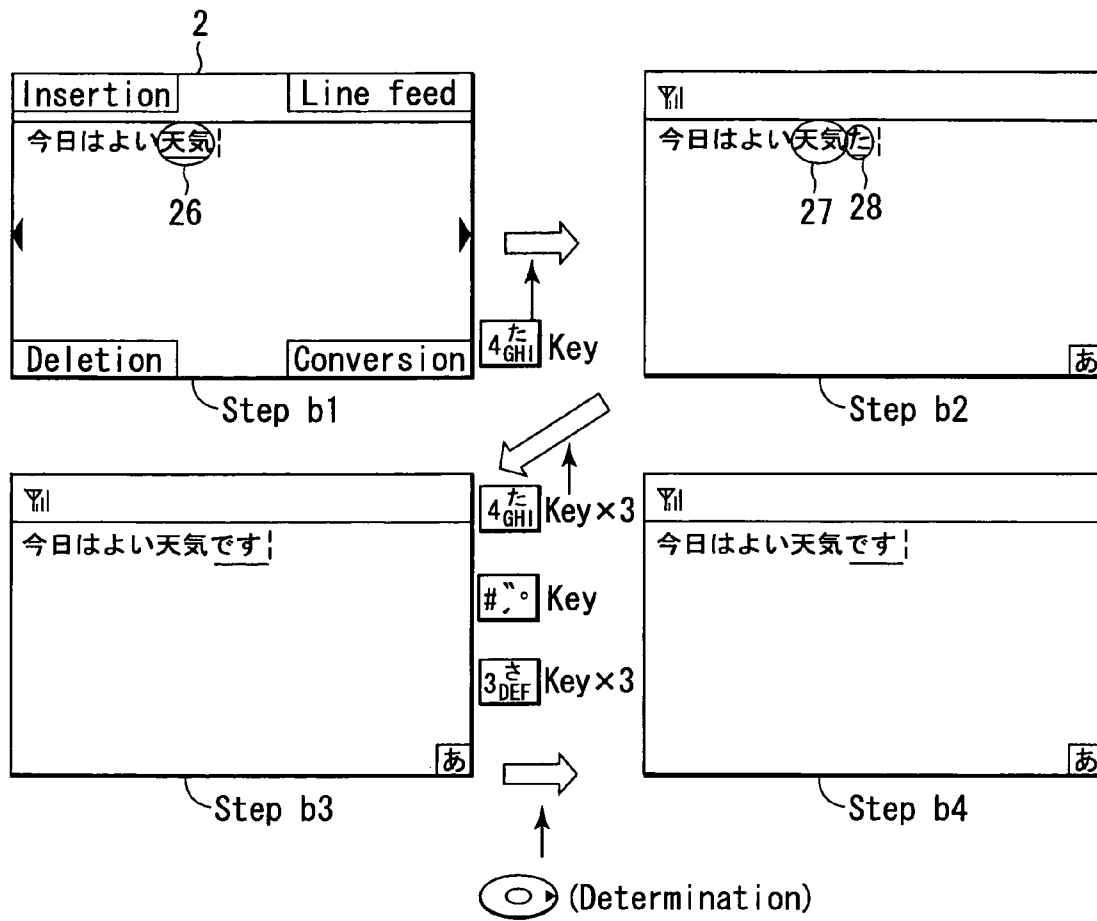 2
Insertion
Line feed
今日はよい天気
26
Deletion
Conversion
Step b1
4た GHI Key
今日はよい天気た
27
28
あ
Step b2
4た GHI Key×3
#゛、゜ Key
3さ DEF Key×3
今日はよい天気です
あ
Step b3
今日はよい天気です
あ
Step b4
(Determination)